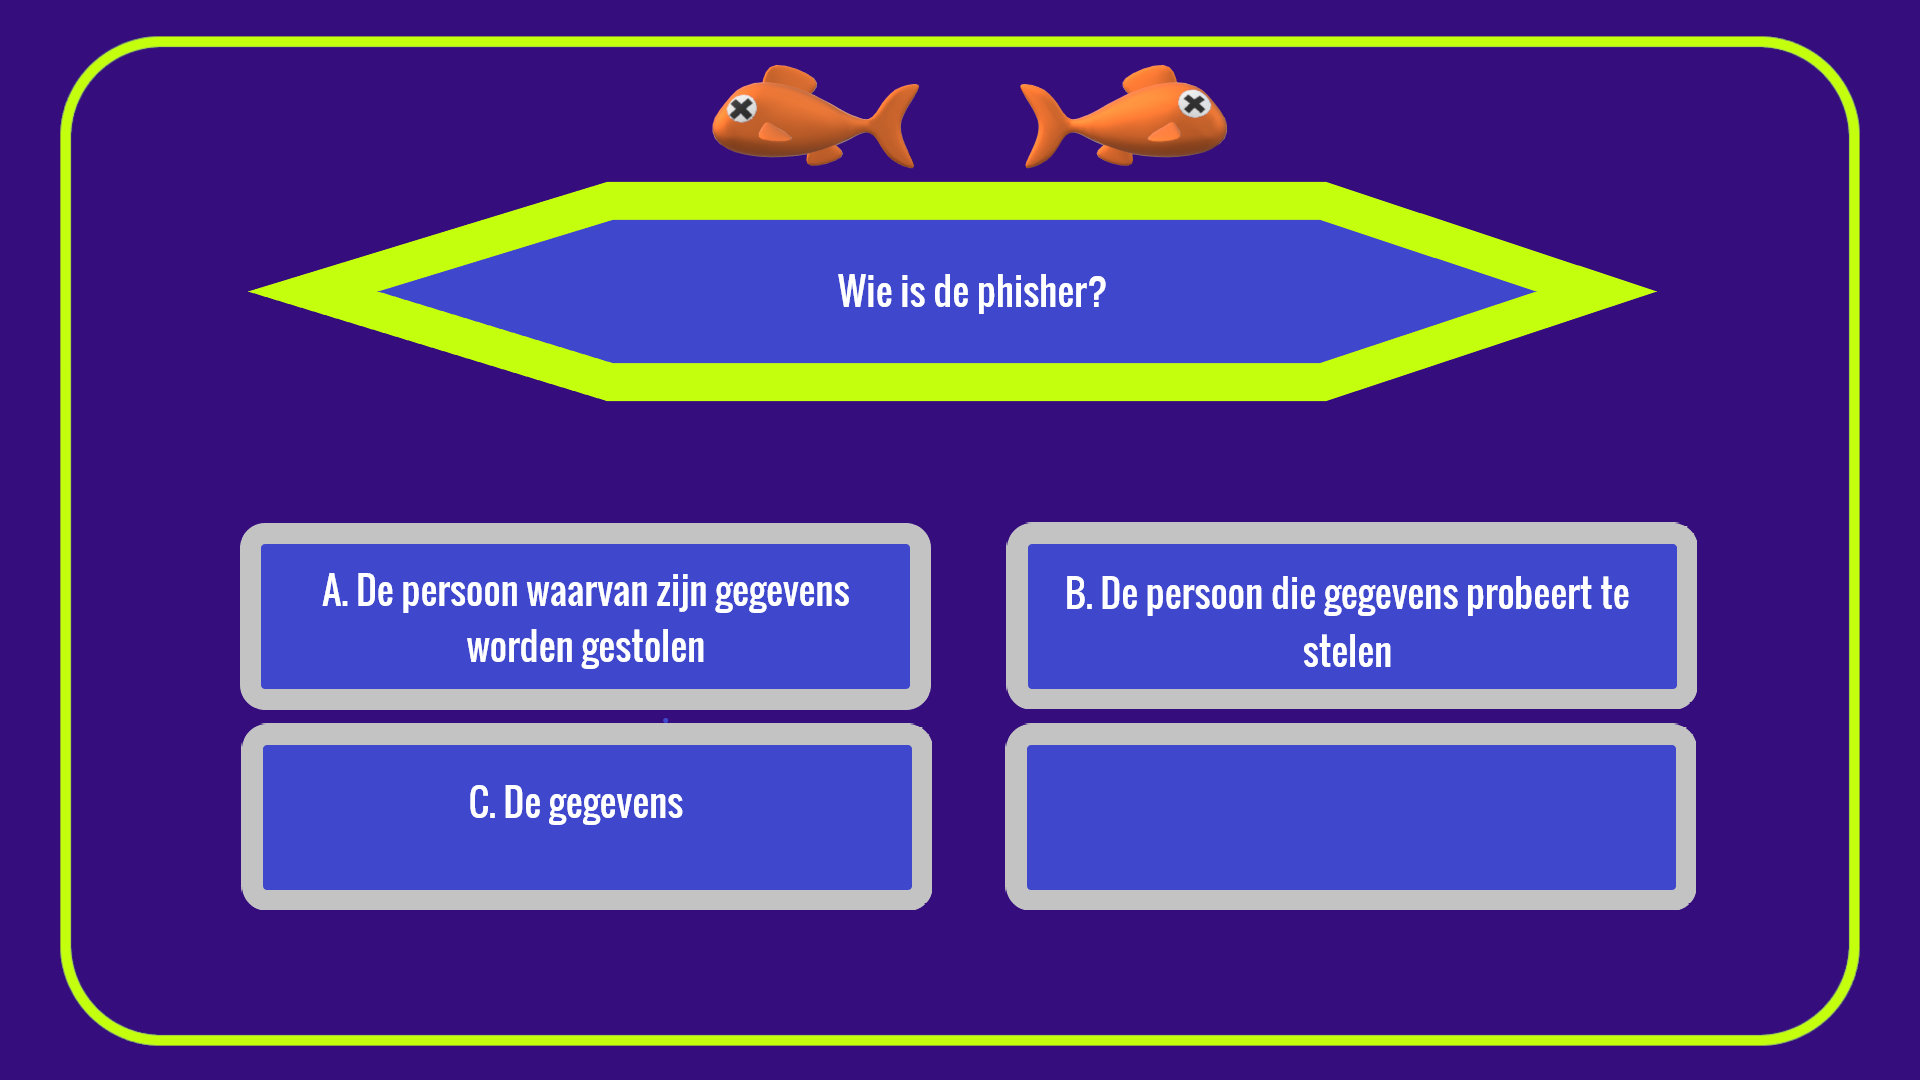 Wie is de phisher?
A. De persoon waarvan zijn gegevens
worden gestolen
B. De persoon die gegevens probeert te
stelen
C. De gegevens